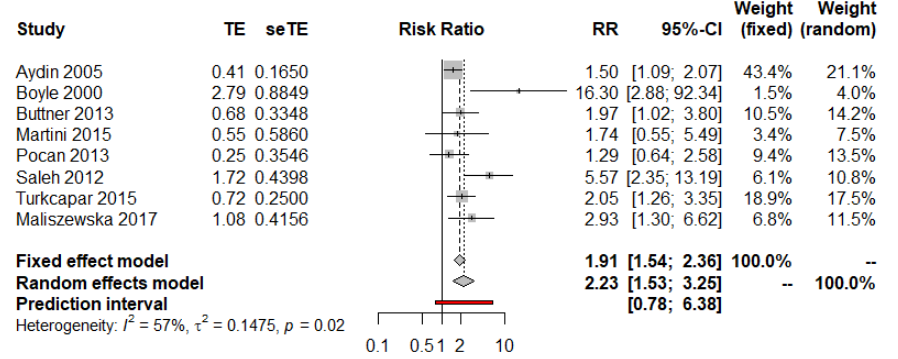 Weight Weight
Study TE seTE Risk Ratio RR 95%-CI (fixed) (random)
Aydin 2005 0.41 0.1650 1.50 [1.09; 2.07] 43.4% 21.1%
Boyle 2000 2.79 0.8849 16.30 [2.88; 92.34] 1.5% 4.0%
Buttner 2013 0.68 0.3348 1.97 [1.02; 3.80] 10.5% 14.2%
Martini 2015 0.55 0.5860 1.74 [0.55; 5.49] 3.4% 7.5%
Pocan 2013 0.25 0.3546 1.29 [0.64; 2.58] 9.4% 13.5%
Saleh 2012 1.72 0.4398 5.57 [2.35; 13.19] 6.1% 10.8%
Turkcapar 2015 0.72 0.2500 2.05 [1.26; 3.35] 18.9% 17.5%
Maliszewska 2017 1.08 0.4156 2.93 [1.30; 6.62] 6.8% 11.5%
Fixed effect model 1.91 [1.54; 2.36] 100.0% --
Random effects model 2.23 [1.53; 3.25] -- 100.0%
Prediction interval [0.78; 6.38]
Heterogeneity: I² = 57%, τ² = 0.1475, p = 0.02
0.1 0.5 1 2 10